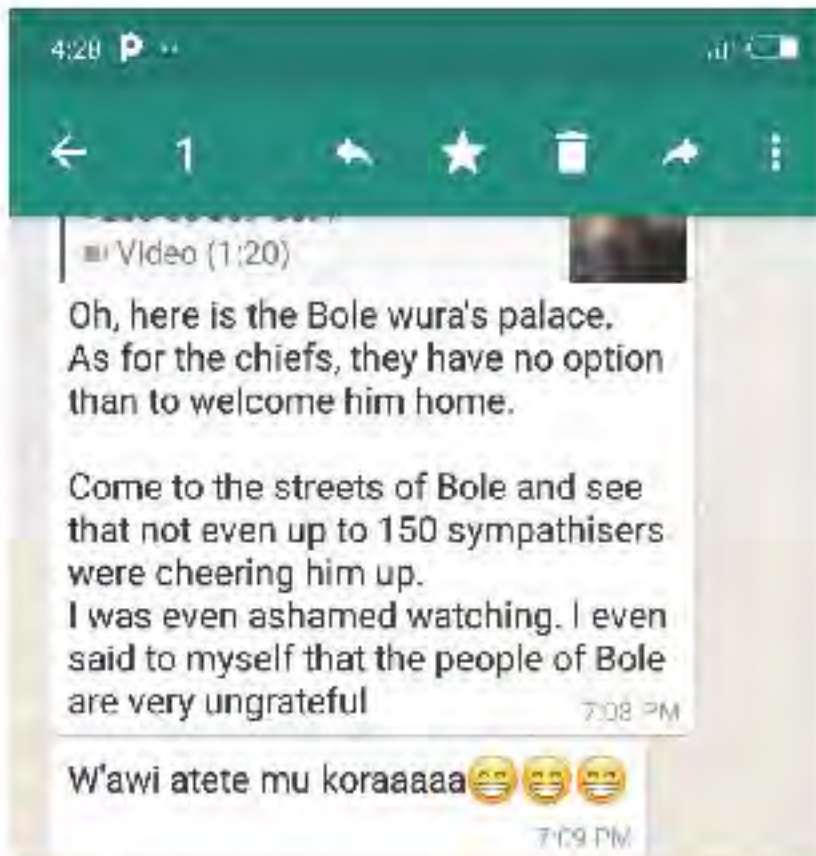 4:28
1
Video (1:20)
Oh, here is the Bole wura's palace.
As for the chiefs, they have no option
than to welcome him home.
Come to the streets of Bole and see
that not even up to 150 sympathisers
were cheering him up.
I was even ashamed watching. I even
said to myself that the people of Bole
are very ungrateful
7:08 PM
W'awi atete mu koraaaaa😁😁😁
7:09 PM